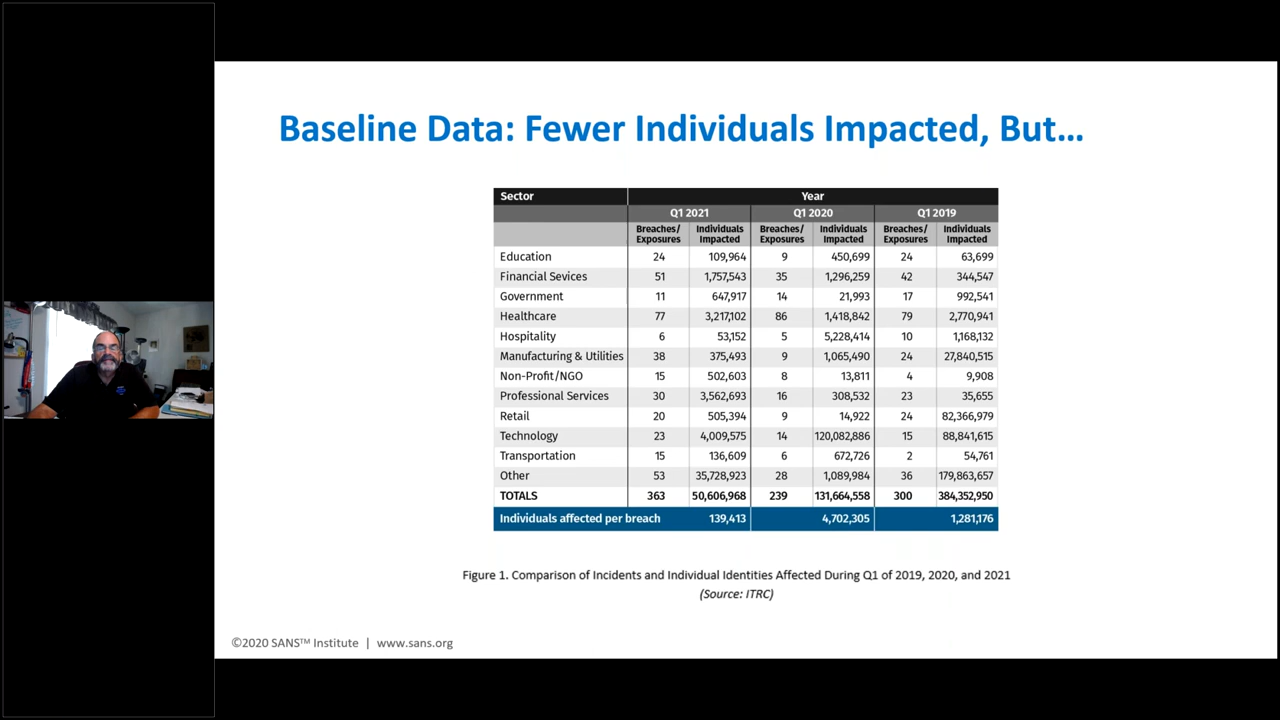 Baseline Data: Fewer Individuals Impacted, But…
Sector Year
Q1 2021 Q1 2020 Q1 2019
Breaches/ Individuals Breaches/ Individuals Breaches/ Individuals
Exposures Impacted Exposures Impacted Exposures Impacted
Education 24 109,964 9 450,699 24 63,699
Financial Sevices 51 1,757,543 35 1,296,259 42 344,547
Government 11 647,917 14 21,993 17 992,541
Healthcare 77 3,217,102 86 1,418,842 79 2,770,941
Hospitality 6 53,152 5 5,228,414 10 1,168,132
Manufacturing & Utilities 38 375,493 9 1,065,490 24 27,840,515
Non-Profit/NGO 15 502,603 8 13,811 4 9,908
Professional Services 30 3,562,693 16 308,532 23 35,655
Retail 20 505,394 9 14,922 24 82,366,979
Technology 23 4,009,575 14 120,082,886 15 88,841,615
Transportation 15 136,609 6 672,726 2 54,761
Other 53 35,728,923 28 1,089,984 36 179,863,657
TOTALS 363 50,606,968 239 131,664,558 300 384,352,950
Individuals affected per breach 139,413 4,702,305 1,281,176
Figure 1. Comparison of Incidents and Individual Identities Affected During Q1 of 2019, 2020, and 2021
(Source: ITRC)
©2020 SANS™ Institute | www.sans.org